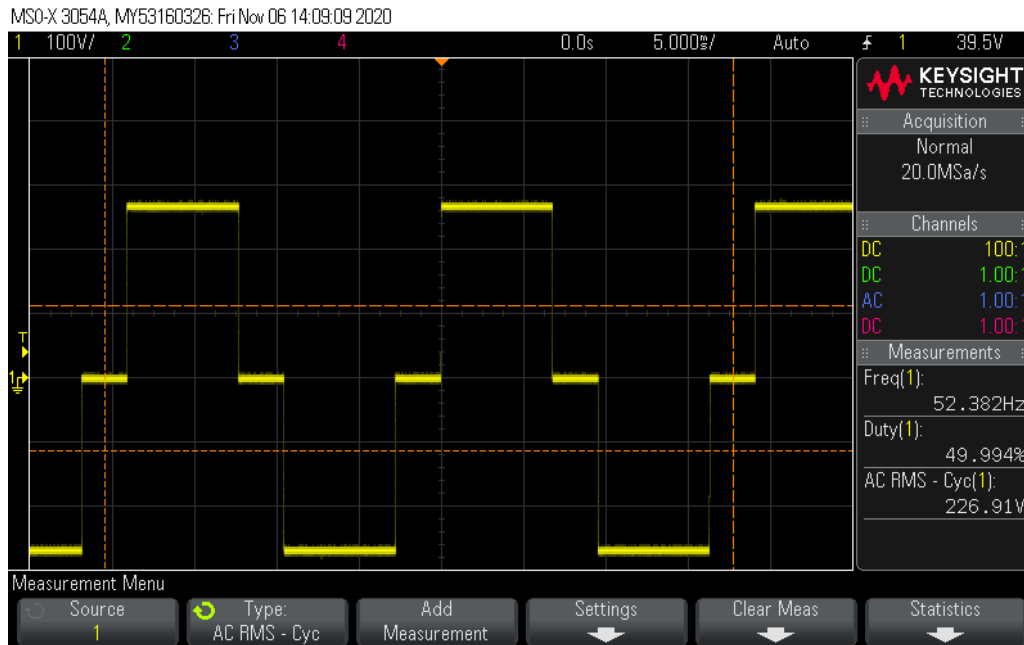 MSO-X 3054A, MY53160326: Fri Nov 06 14:09:09 2020
1 100V/ 2 3 4 0.0s 5.000ms/ Auto 1 39.5V
KEYSIGHT
TECHNOLOGIES
Acquisition
Normal
20.0MSa/s
Channels
DC 100:1
DC 1.00:1
AC 1.00:1
DC 1.00:1
Measurements
Freq(1):
52.382Hz
Duty(1):
49.994%
AC RMS - Cyc(1):
226.91V
T
1
Measurement Menu
Source
1
Type:
AC RMS - Cyc
Add
Measurement
Settings
Clear Meas
Statistics